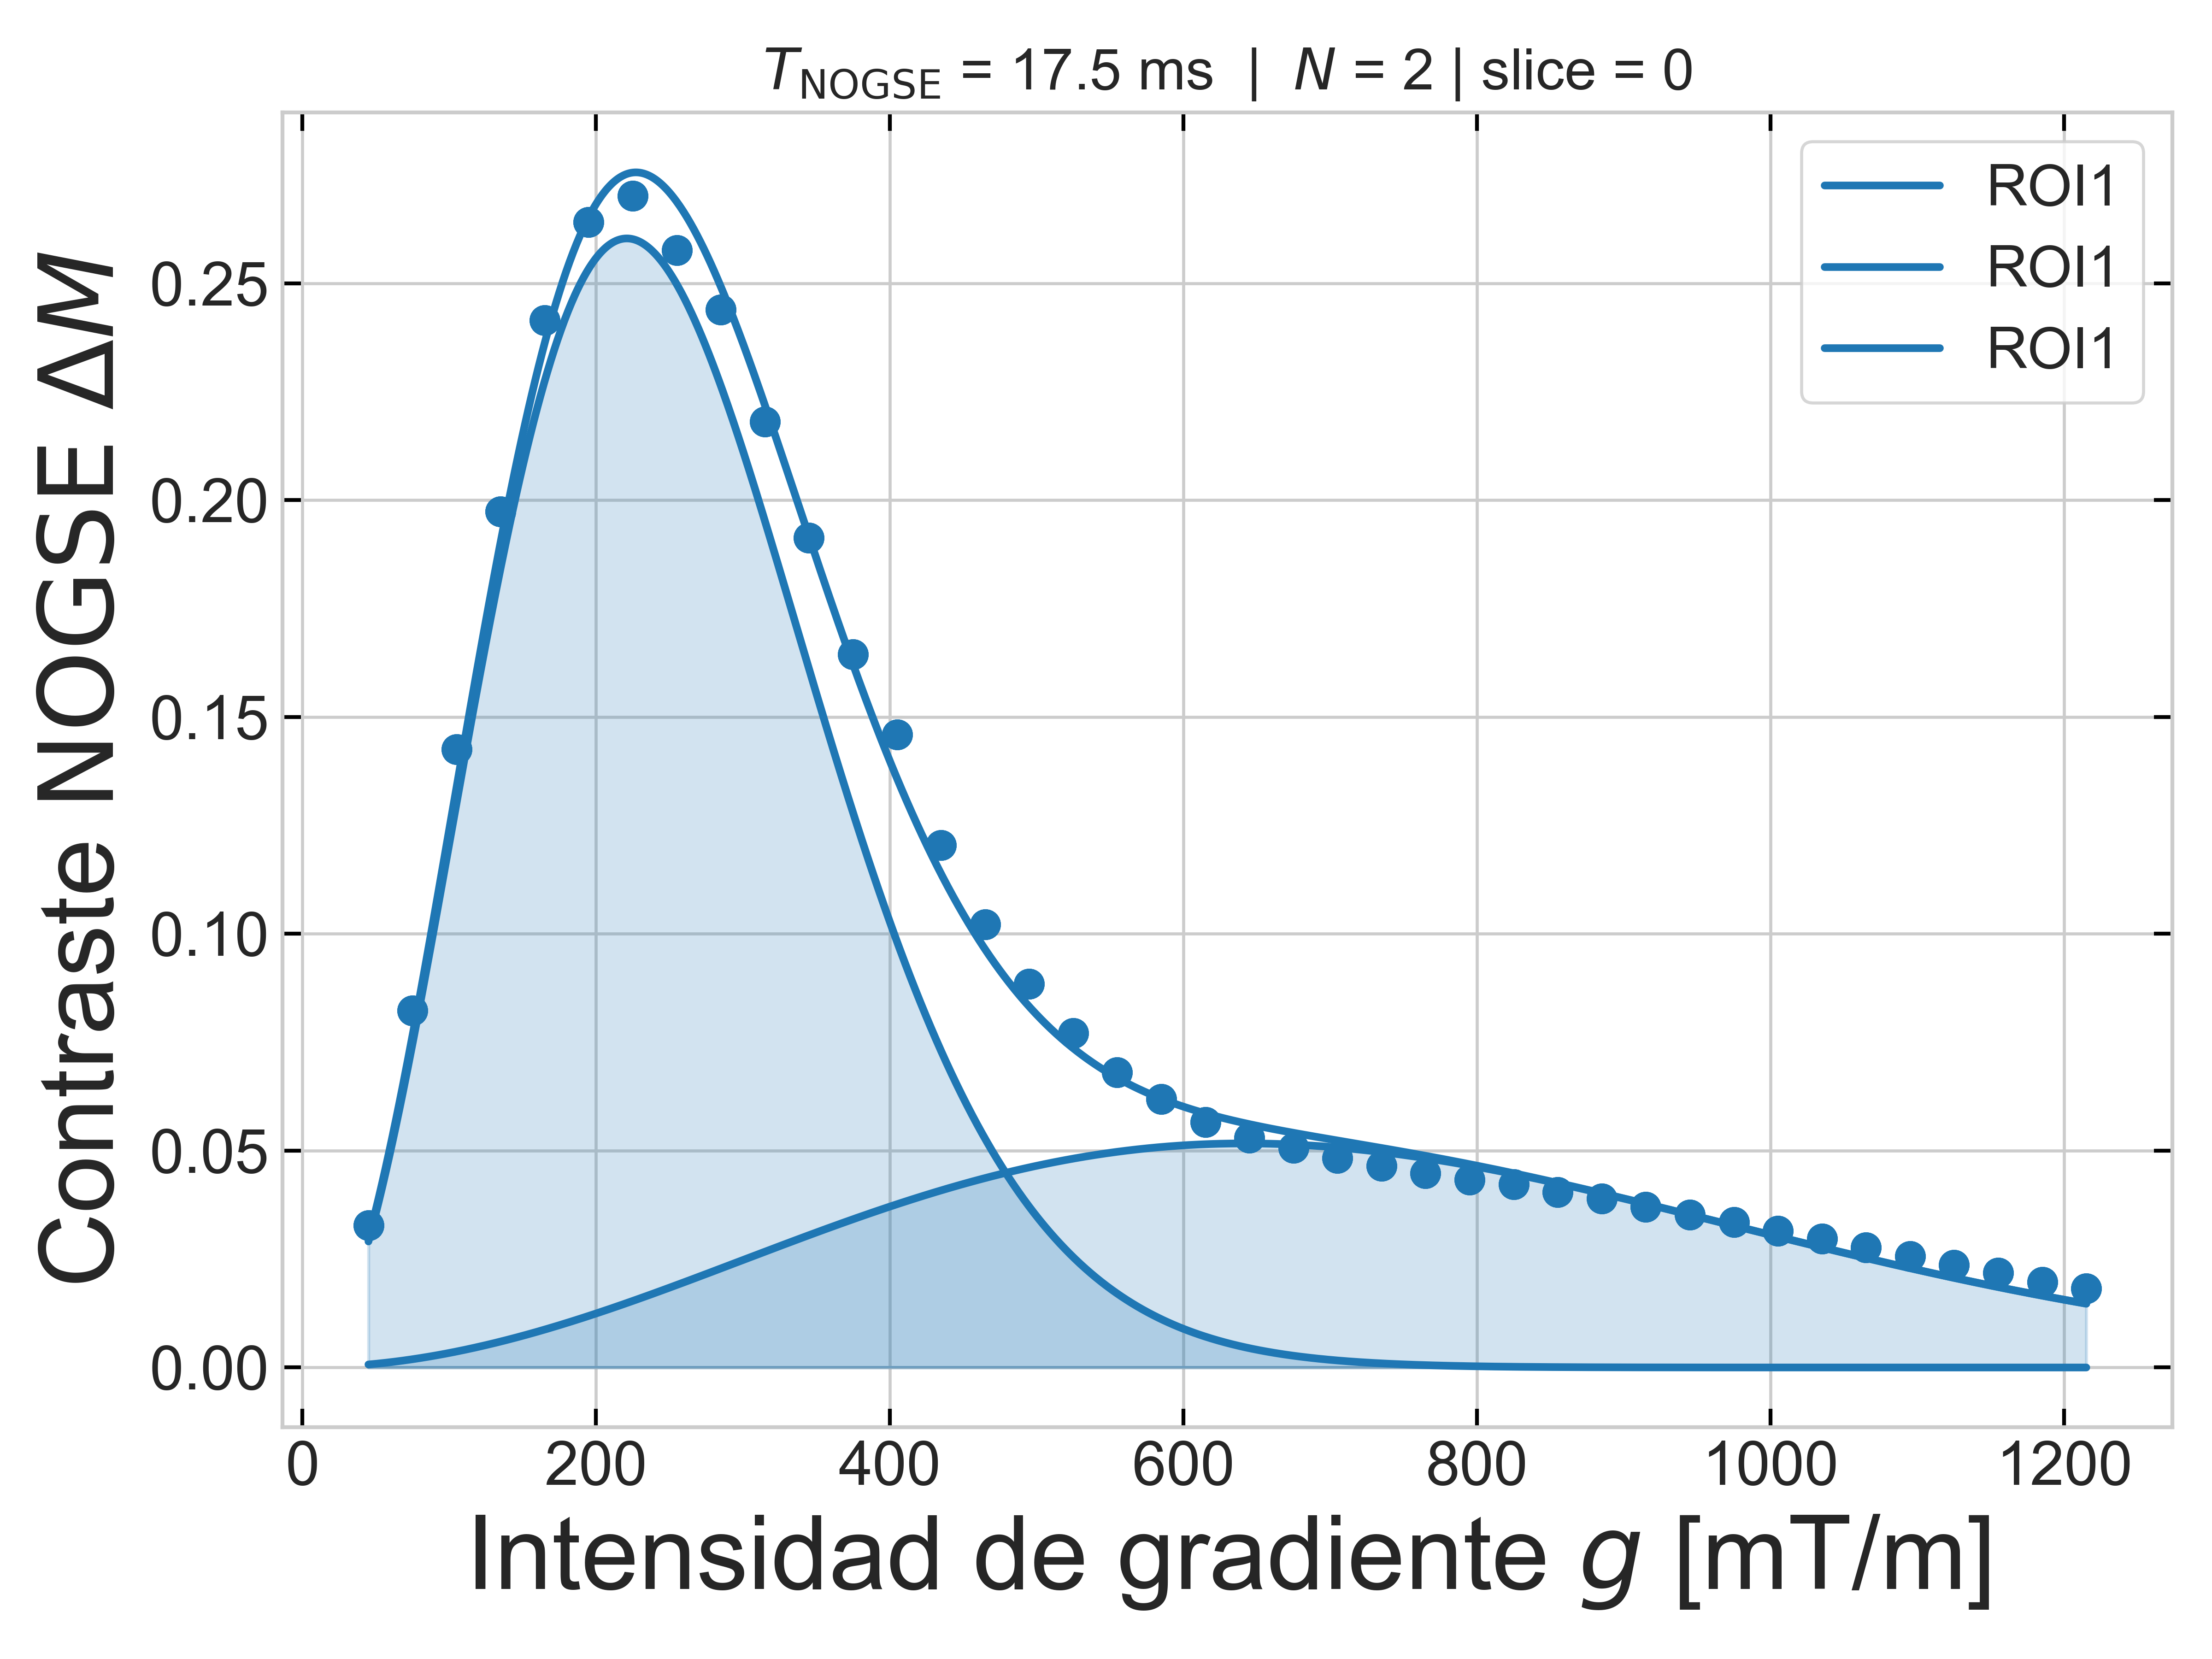 T_NOGSE = 17.5 ms | N = 2 | slice = 0
ROI1
ROI1
ROI1
Contraste NOGSE ΔM
0.25
0.20
0.15
0.10
0.05
0.00
0 200 400 600 800 1000 1200
Intensidad de gradiente g [mT/m]